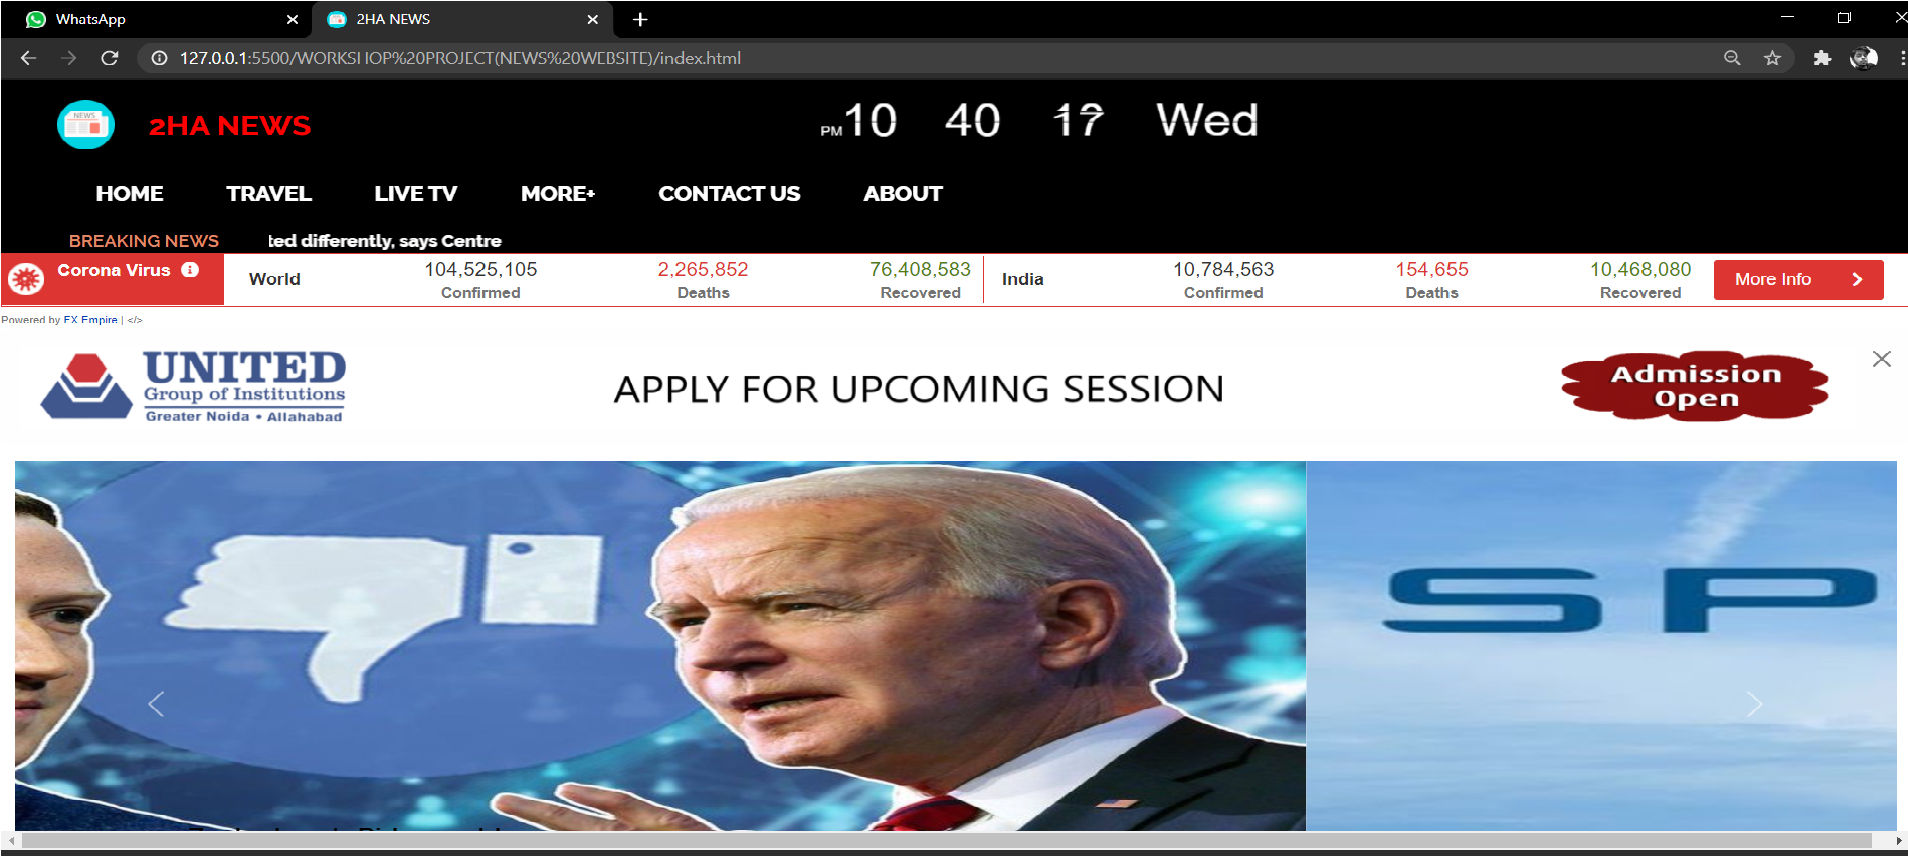 WhatsApp
2HA NEWS
127.0.0.1:5500/WORKSHOP%20PROJECT(NEWS%20WEBSITE)/index.html
NEWS
2HA NEWS
PM 10 40 17 Wed
HOME TRAVEL LIVE TV MORE+ CONTACT US ABOUT
BREAKING NEWS ted differently, says Centre
Corona Virus
World
104,525,105
Confirmed
2,265,852
Deaths
76,408,583
Recovered
India
10,784,563
Confirmed
154,655
Deaths
10,468,080
Recovered
More Info
Powered by FX Empire | </>
UNITED
Group of Institutions
Greater Noida • Allahabad
APPLY FOR UPCOMING SESSION
Admission
Open
SP